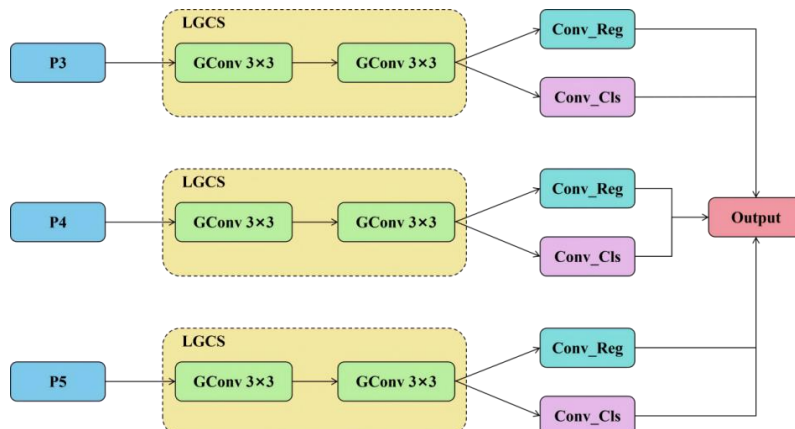 LGCS
P3
GConv 3×3
GConv 3×3
Conv_Reg
Conv_Cls
LGCS
P4
GConv 3×3
GConv 3×3
Conv_Reg
Conv_Cls
Output
LGCS
P5
GConv 3×3
GConv 3×3
Conv_Reg
Conv_Cls